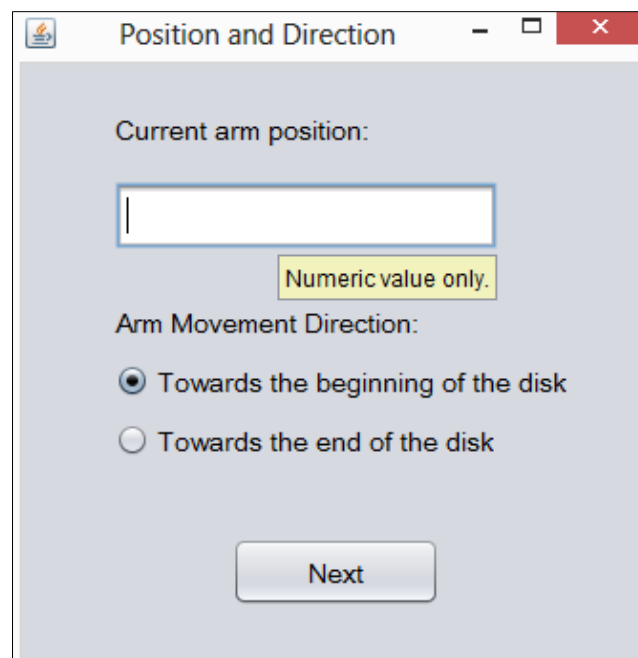 Position and Direction
Current arm position:
Numeric value only.
Arm Movement Direction:
Towards the beginning of the disk
Towards the end of the disk
Next